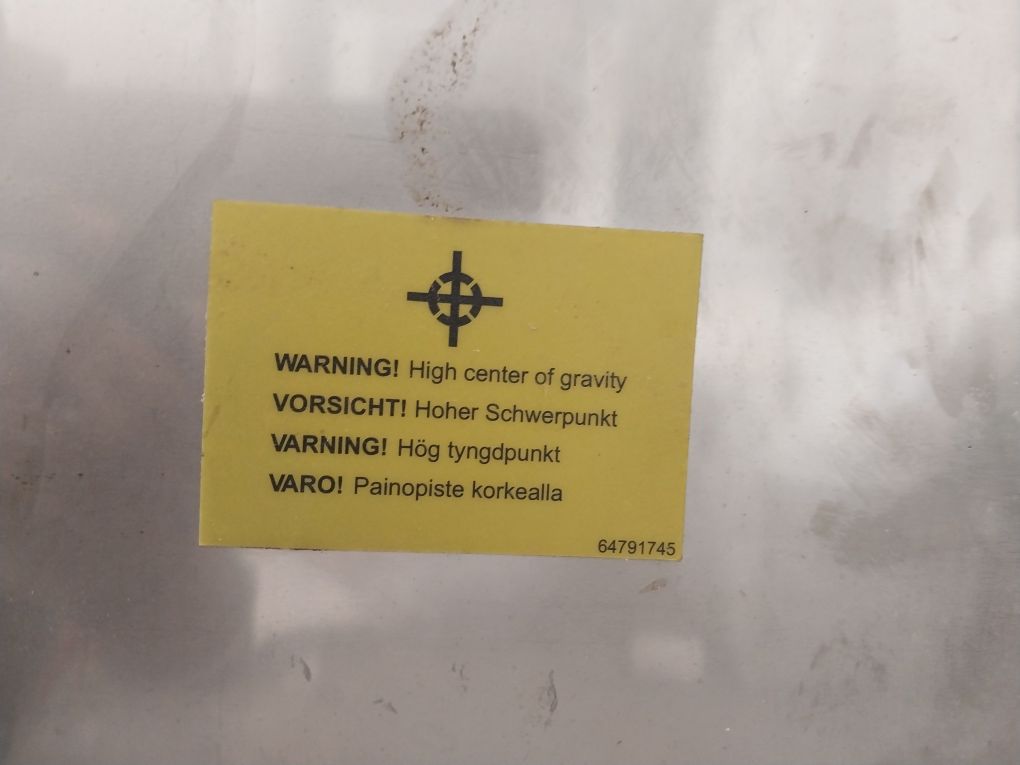 WARNING! High center of gravity
VORSICHT! Hoher Schwerpunkt
VARNING! Hög tyngdpunkt
VARO! Painopiste korkealla
64791745